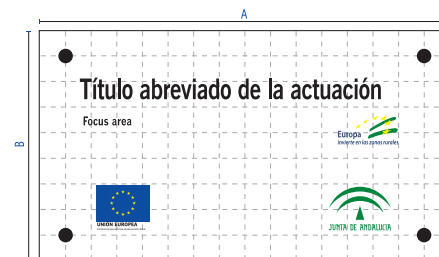 A
B
Título abreviado de la actuación
Focus area
Europa
invierte en las zonas rurales
UNIÓN EUROPEA
JUNTA DE ANDALUCIA